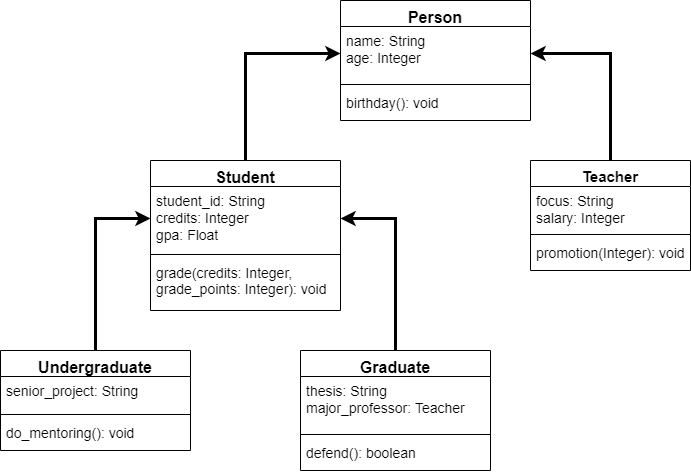 Person
name: String
age: Integer
birthday(): void
Student
student_id: String
credits: Integer
gpa: Float
grade(credits: Integer,
grade_points: Integer): void
Teacher
focus: String
salary: Integer
promotion(Integer): void
Undergraduate
senior_project: String
do_mentoring(): void
Graduate
thesis: String
major_professor: Teacher
defend(): boolean